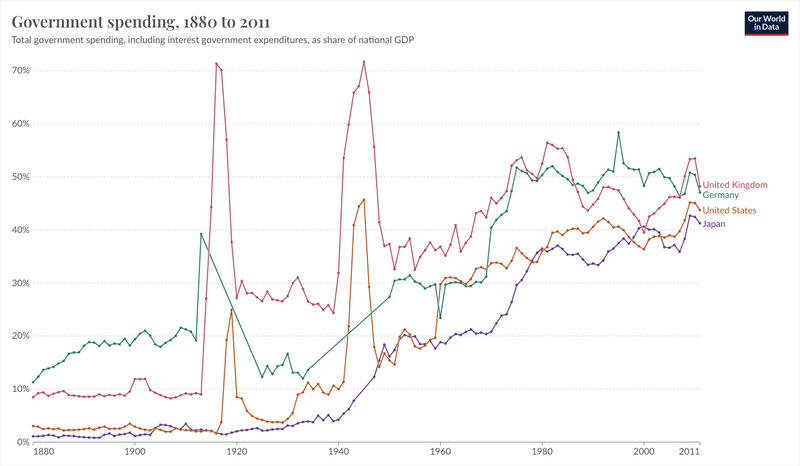 Government spending, 1880 to 2011
Our World
in Data
Total government spending, including interest government expenditures, as share of national GDP
70%
60%
50%
40%
30%
20%
10%
0%
United Kingdom
Germany
United States
Japan
1880
1900
1920
1940
1960
1980
2000
2011